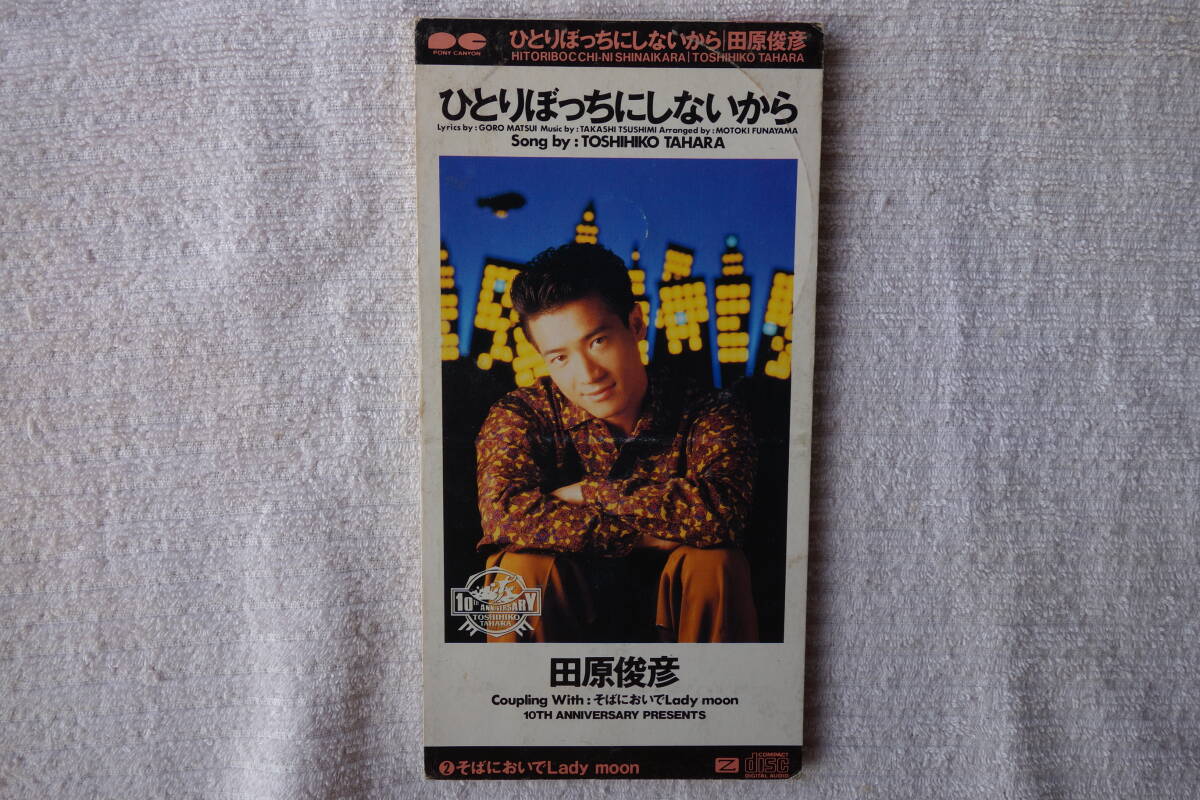 PONY CANYON
ひとりぼっちにしないから|田原俊彦
HITORIBOCCHI-NI SHINAIKARA|TOSHIHIKO TAHARA
ひとりぼっちにしないから
Lyrics by : GORO MATSUI Music by : TAKASHI TSUSHIMI Arranged by : MOTOKI FUNAYAMA
Song by : TOSHIHIKO TAHARA
10th ANNIVERSARY
TOSHIHIKO
TAHARA
田原俊彦
Coupling With : そばにおいでLady moon
10TH ANNIVERSARY PRESENTS
②そばにおいでLady moon
Z
COMPACT
disc
DIGITAL AUDIO